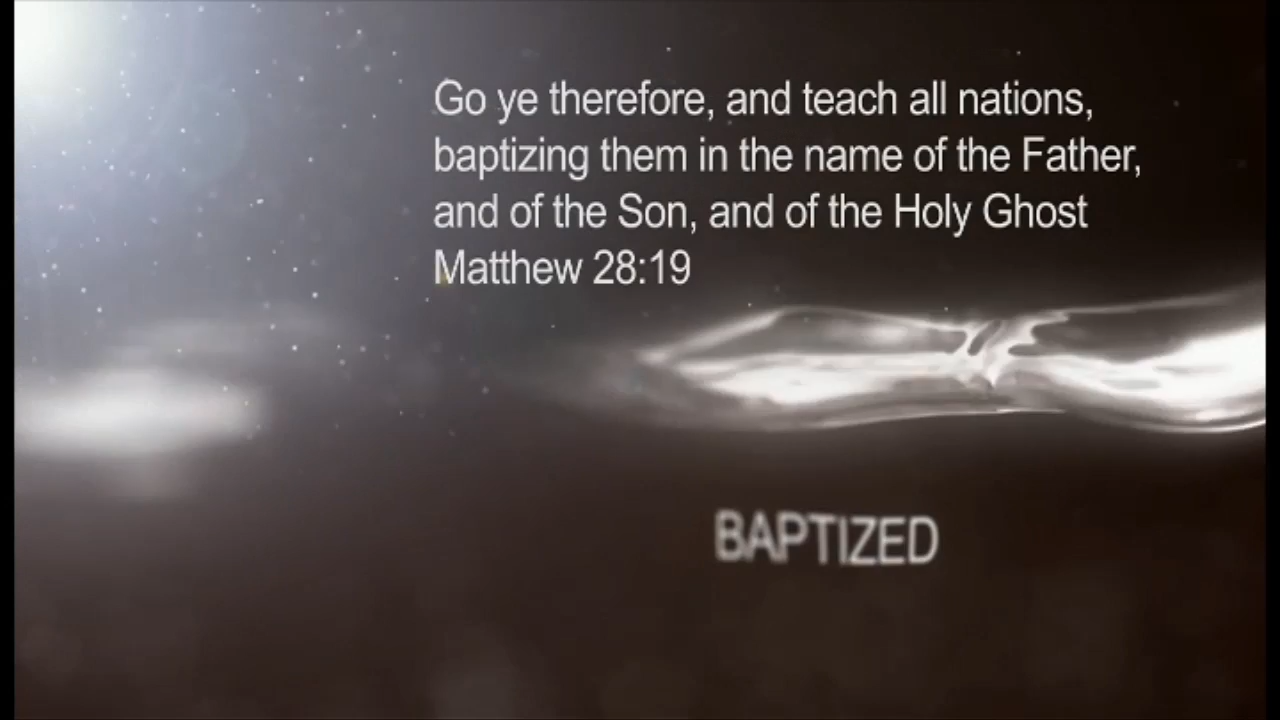 Go ye therefore, and teach all nations,
baptizing them in the name of the Father,
and of the Son, and of the Holy Ghost
Matthew 28:19
BAPTIZED